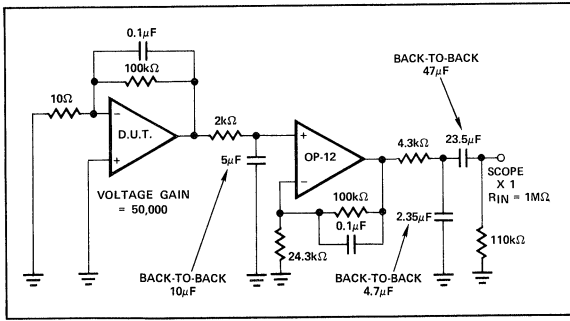 0.1μF
100kΩ
10Ω
−
+
D.U.T.
VOLTAGE GAIN
= 50,000
2kΩ
5μF
BACK-TO-BACK
10μF
+
−
OP-12
100kΩ
0.1μF
24.3kΩ
4.3kΩ
2.35μF
BACK-TO-BACK
4.7μF
BACK-TO-BACK
47μF
23.5μF
SCOPE
X 1
RIN = 1MΩ
110kΩ